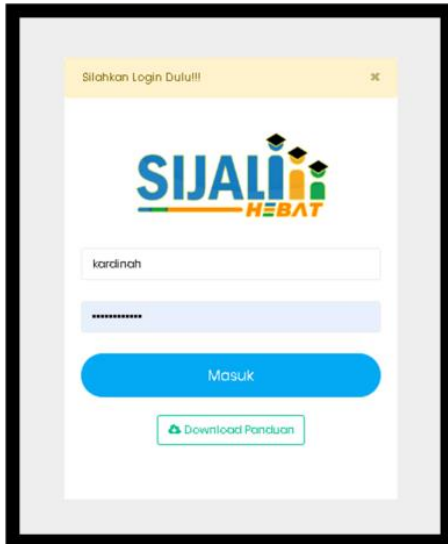 Silahkan Login Dulu!!!
SIJALI
HEBAT
kardinah
••••••••••••
Masuk
Download Panduan